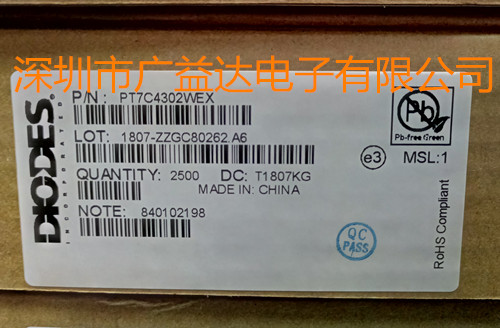 深圳市广益达电子有限公司
P/N: PT7C4302WEX
LOT: 1807-ZZGC80262.A6
QUANTITY: 2500 DC: T1807KG
MADE IN: CHINA
NOTE: 840102198
DIODES
INCORPORATED
Pb
Pb-free Green
e3 MSL:1
RoHS Compliant
QC
PASS